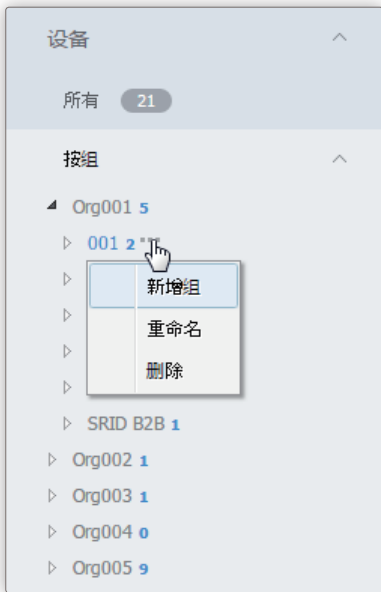 设备
所有 21
按组
Org001 5
001 2
新增组
重命名
删除
SRID B2B 1
Org002 1
Org003 1
Org004 0
Org005 9